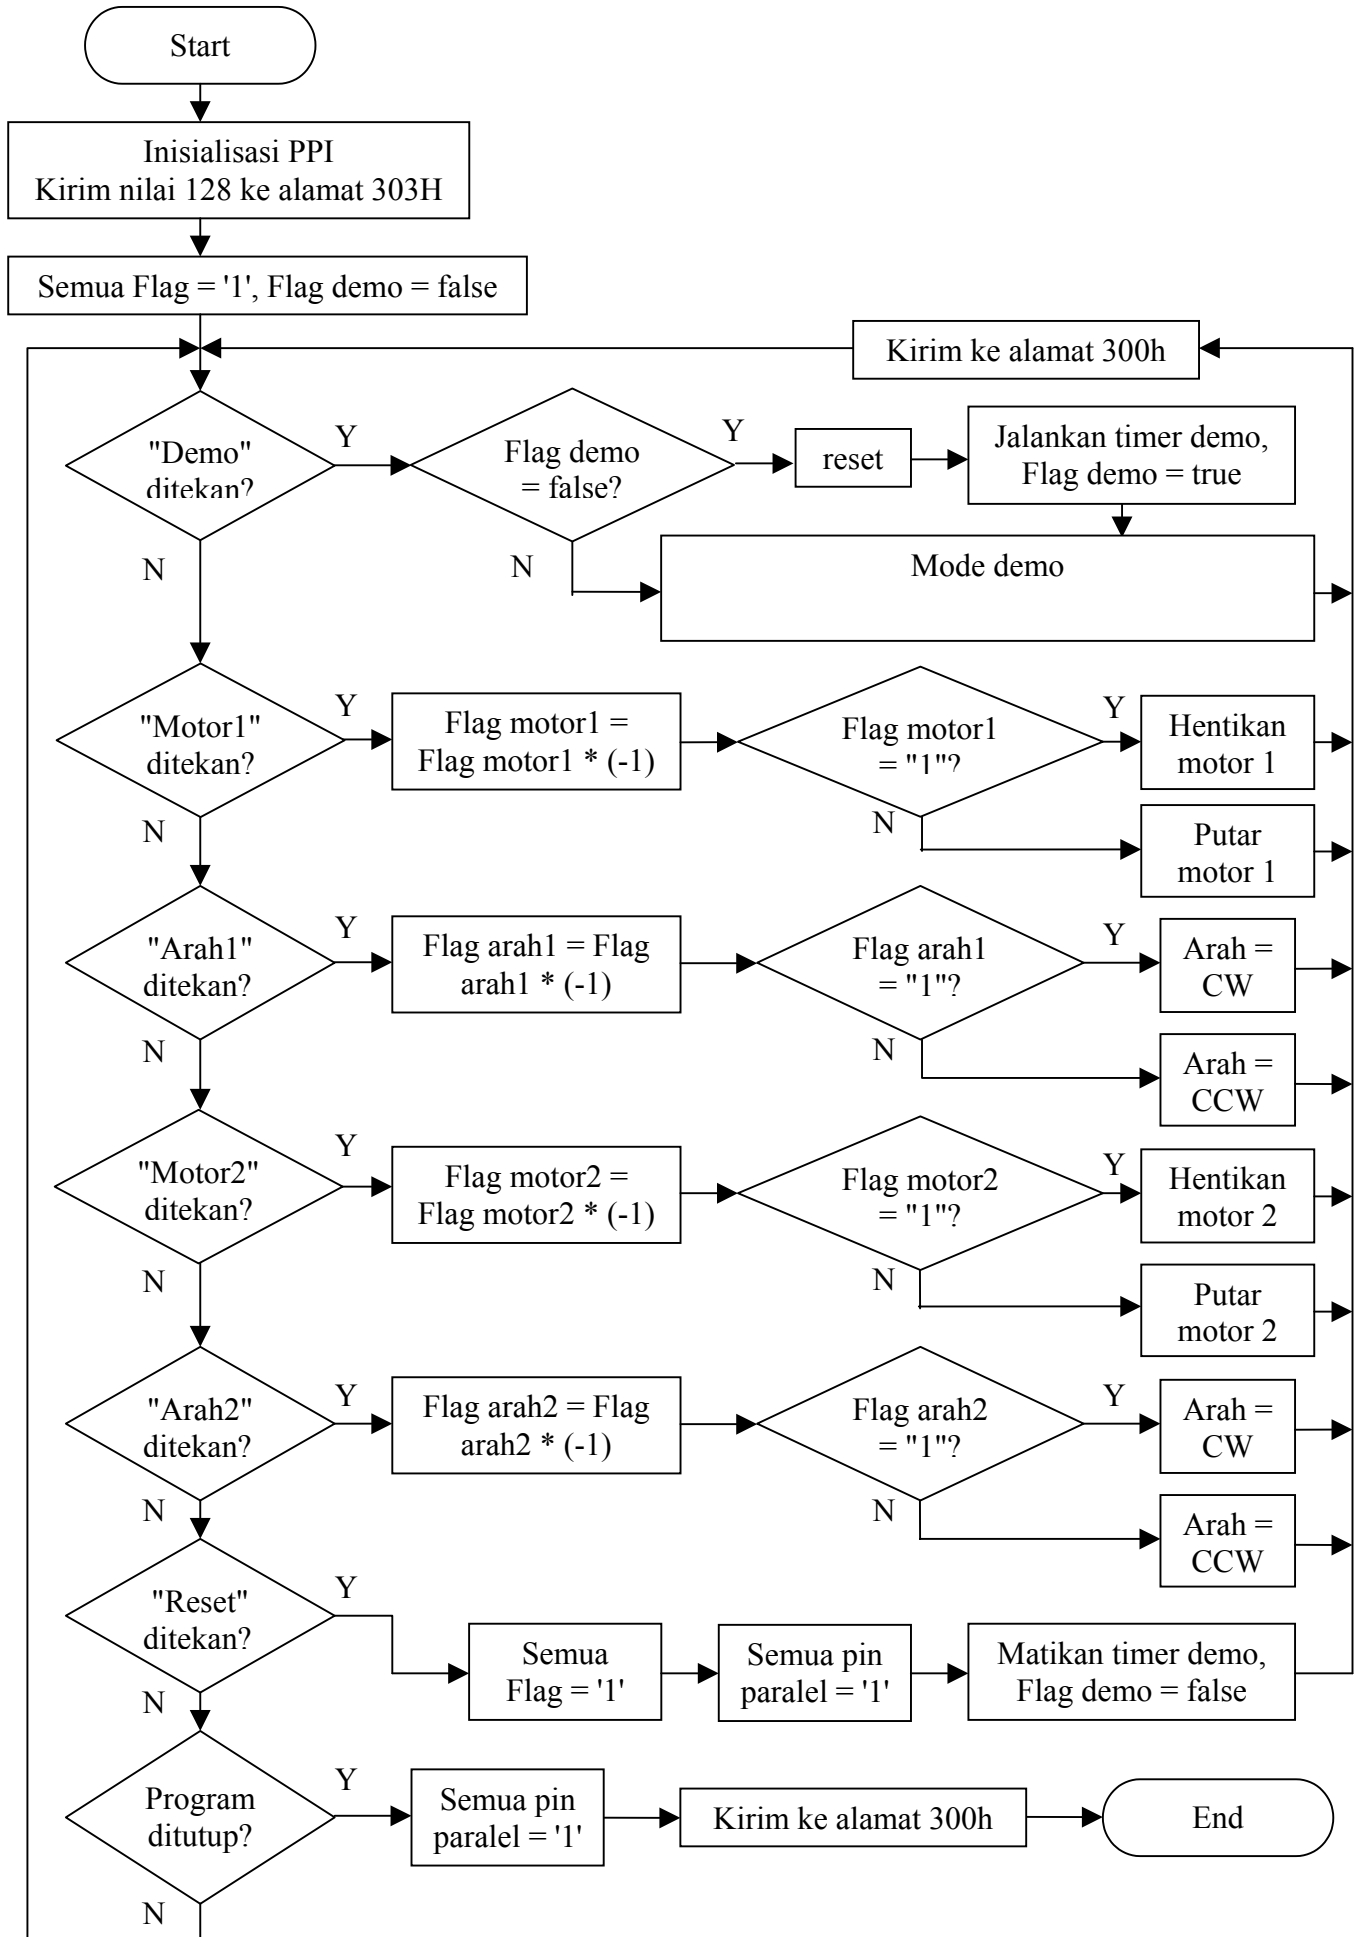 Start
Inisialisasi PPI
Kirim nilai 128 ke alamat 303H
Semua Flag = '1', Flag demo = false
Kirim ke alamat 300h
"Demo"
ditekan?
Y
Flag demo
= false?
Y
reset
Jalankan timer demo,
Flag demo = true
N
N
Mode demo
"Motor1"
ditekan?
Y
Flag motor1 =
Flag motor1 * (-1)
Flag motor1
= "1"?
Y
Hentikan
motor 1
N
N
Putar
motor 1
"Arah1"
ditekan?
Y
Flag arah1 = Flag
arah1 * (-1)
Flag arah1
= "1"?
Y
Arah =
CW
N
N
Arah =
CCW
"Motor2"
ditekan?
Y
Flag motor2 =
Flag motor2 * (-1)
Flag motor2
= "1"?
Y
Hentikan
motor 2
N
N
Putar
motor 2
"Arah2"
ditekan?
Y
Flag arah2 = Flag
arah2 * (-1)
Flag arah2
= "1"?
Y
Arah =
CW
N
N
Arah =
CCW
"Reset"
ditekan?
Y
Semua
Flag = '1'
Semua pin
paralel = '1'
Matikan timer demo,
Flag demo = false
N
Program
ditutup?
Y
Semua pin
paralel = '1'
Kirim ke alamat 300h
End
N